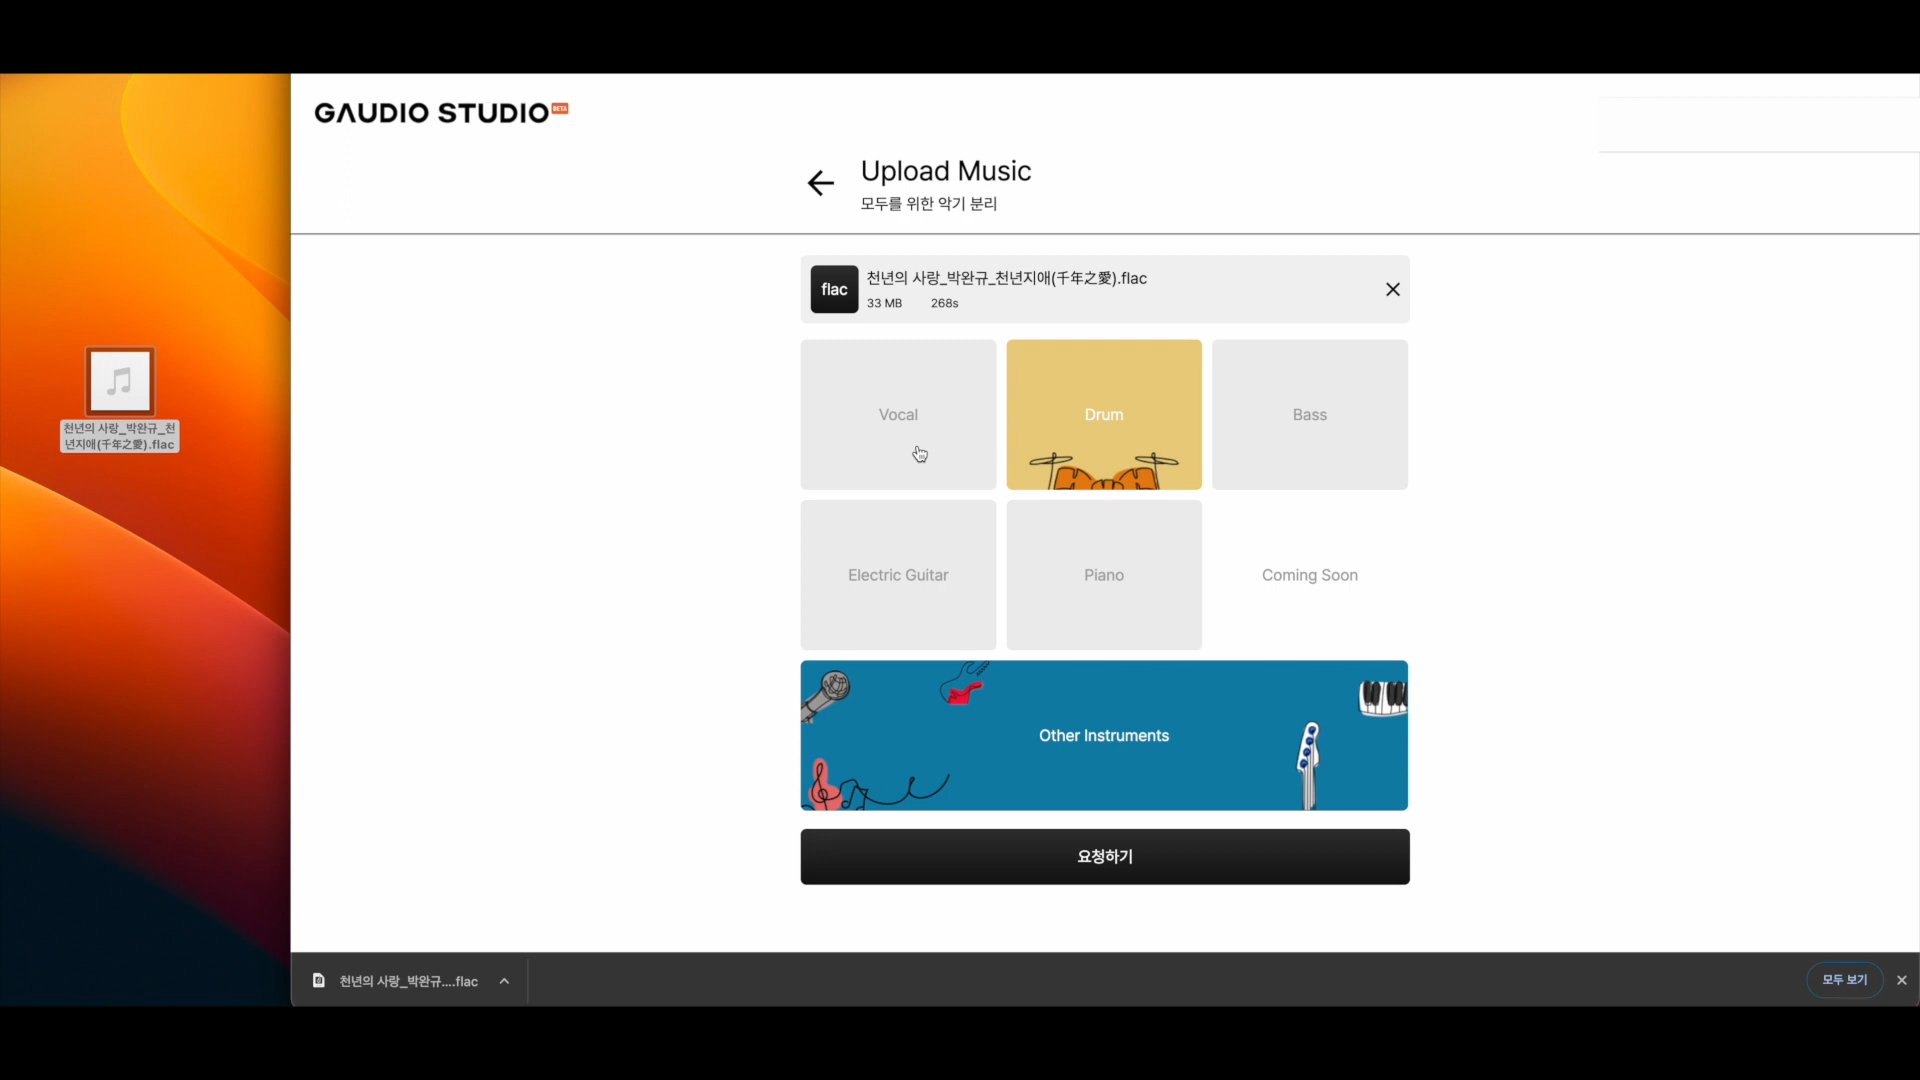 GAUDIO STUDIO BETA
Upload Music
모두를 위한 악기 분리
flac
천년의 사랑_박완규_천년지애(千年之愛).flac
33 MB 268s
천년의 사랑_박완규_천
년지애(千年之愛).flac
Vocal
Drum
Bass
Electric Guitar
Piano
Coming Soon
Other Instruments
요청하기
천년의 사랑_박완규....flac
모두 보기